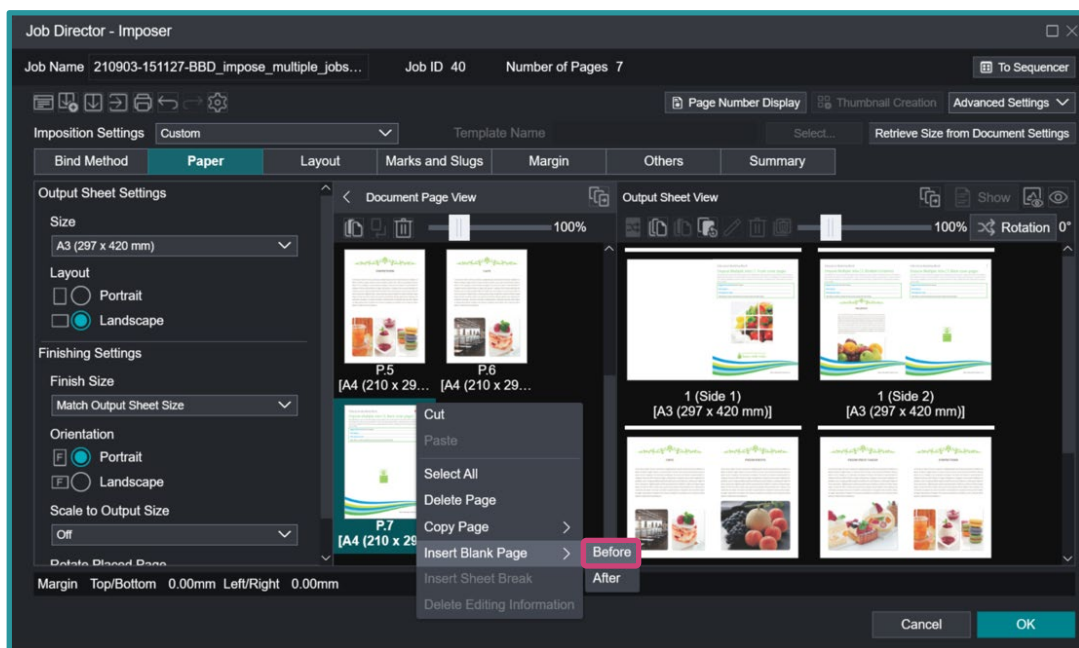 Job Director - Imposer
Job Name 210903-151127-BBD_impose_multiple_jobs... Job ID 40 Number of Pages 7 To Sequencer
Page Number Display Thumbnail Creation Advanced Settings
Imposition Settings Custom Template Name Select... Retrieve Size from Document Settings
Bind Method Paper Layout Marks and Slugs Margin Others Summary
Output Sheet Settings
Size
A3 (297 x 420 mm)
Layout
Portrait
Landscape
Finishing Settings
Finish Size
Match Output Sheet Size
Orientation
F Portrait
F Landscape
Scale to Output Size
Off
Rotate Placed Page
Document Page View
100%
P.5 P.6
[A4 (210 x 29... [A4 (210 x 29...
P.7
[A4 (210 x 29
Cut
Paste
Select All
Delete Page
Copy Page
Insert Blank Page
Insert Sheet Break
Delete Editing Information
Before
After
Output Sheet View Show
100% Rotation 0°
1 (Side 1) 1 (Side 2)
[A3 (297 x 420 mm)] [A3 (297 x 420 mm)]
Margin Top/Bottom 0.00mm Left/Right 0.00mm
Cancel OK